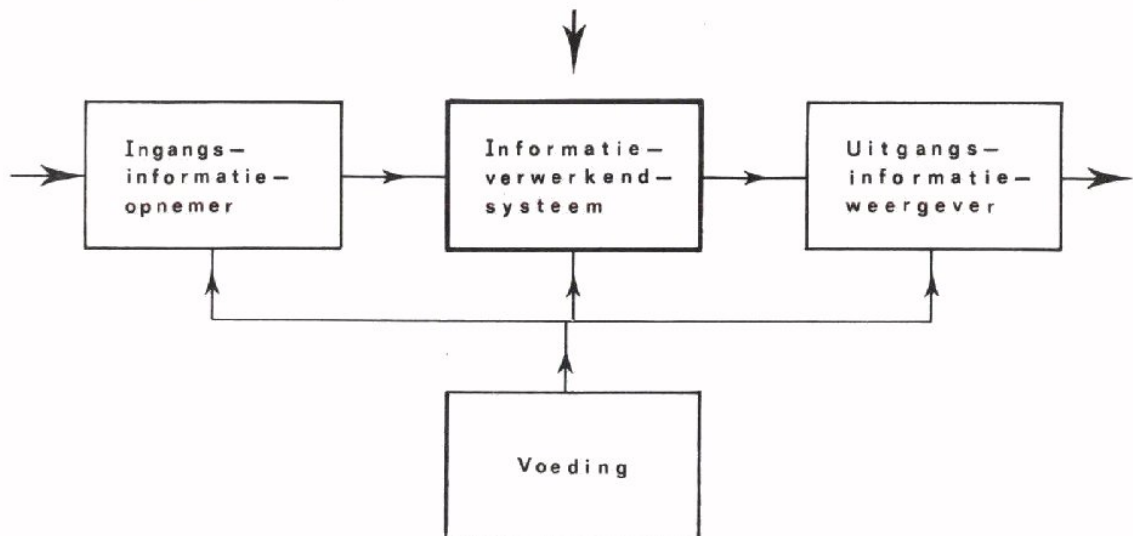 Ingangs—
informatie—
opnemer
Informatie—
verwerkend—
systeem
Uitgangs—
informatie—
weergever
Voeding